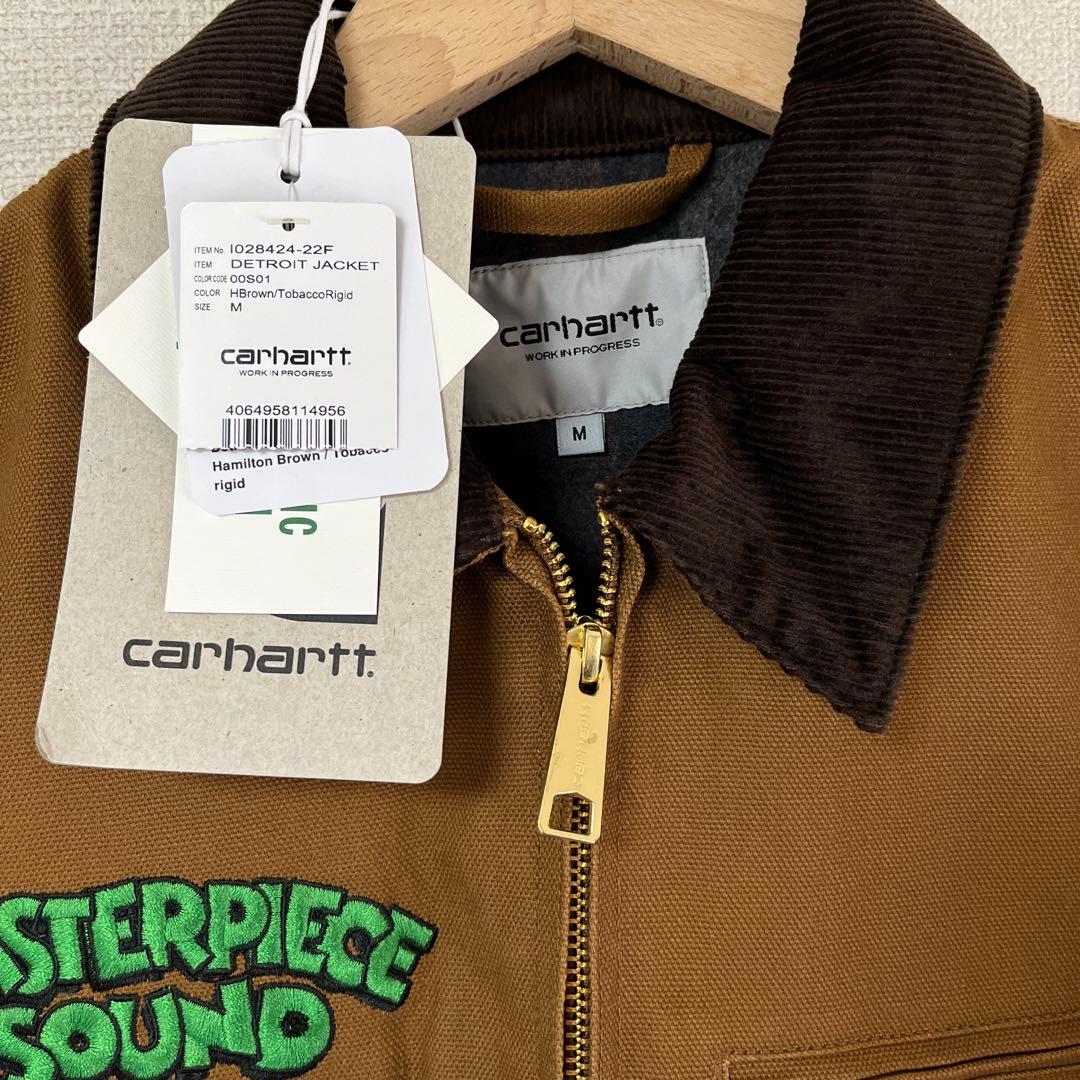 ITEM No. I028424-22F
ITEM DETROIT JACKET
COLOR CODE 00S01
COLOR HBrown/TobaccoRigid
SIZE M
carhartt
WORK IN PROGRESS
4064958114956
Hamilton Brown / Tobacco
rigid
IC
carhartt.
carhartt®
WORK IN PROGRESS
M
carhartt
STERPIECE
SOUND